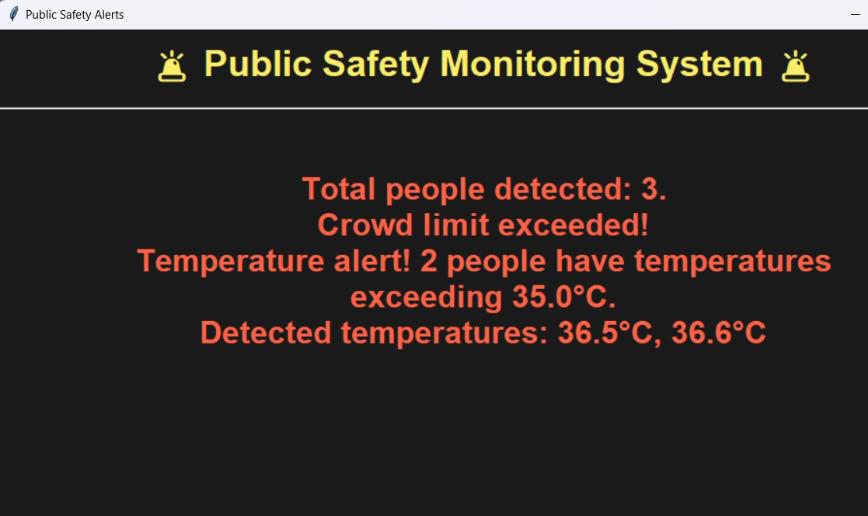 Public Safety Alerts
🚨 Public Safety Monitoring System 🚨
Total people detected: 3.
Crowd limit exceeded!
Temperature alert! 2 people have temperatures
exceeding 35.0°C.
Detected temperatures: 36.5°C, 36.6°C